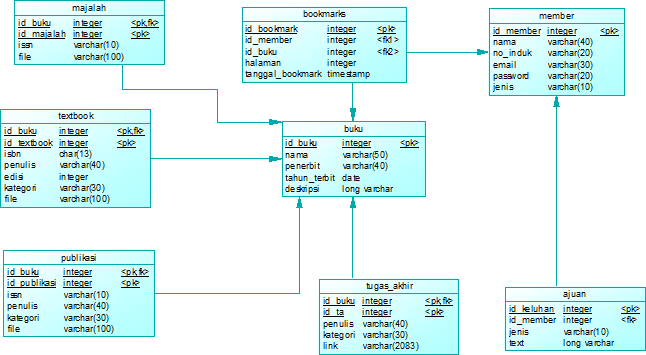 majalah
id_buku integer <pk,fk>
id_majalah integer <pk>
issn varchar(10)
file varchar(100)
bookmarks
id_bookmark integer <pk>
id_member integer <fk1>
id_buku integer <fk2>
halaman integer
tanggal_bookmark timestamp
member
id_member integer <pk>
nama varchar(40)
no_induk varchar(20)
email varchar(30)
password varchar(20)
jenis varchar(10)
textbook
id_buku integer <pk,fk>
id_textbook integer <pk>
isbn char(13)
penulis varchar(40)
edisi integer
kategori varchar(30)
file varchar(100)
buku
id_buku integer <pk>
nama varchar(50)
penerbit varchar(40)
tahun_terbit date
deskripsi long varchar
publikasi
id_buku integer <pk,fk>
id_publikasi integer <pk>
issn varchar(10)
penulis varchar(40)
kategori varchar(30)
file varchar(100)
tugas_akhir
id_buku integer <pk,fk>
id_ta integer <pk>
penulis varchar(40)
kategori varchar(30)
link varchar(2083)
ajuan
id_keluhan integer <pk>
id_member integer <fk>
jenis varchar(10)
text long varchar